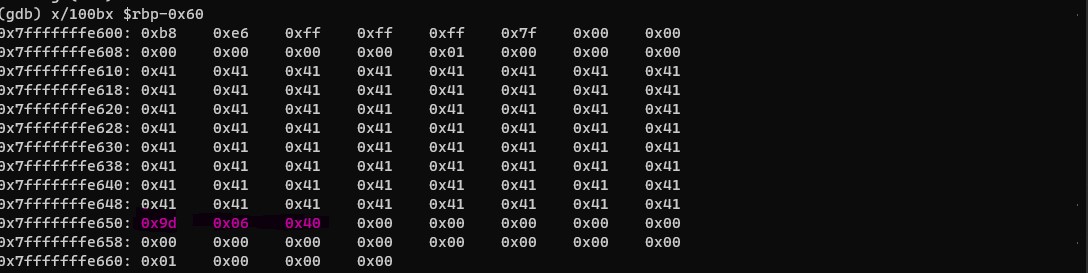 (gdb) x/100bx $rbp-0x60
0x7fffffffe600: 0xb8 0xe6 0xff 0xff 0xff 0x7f 0x00 0x00
0x7fffffffe608: 0x00 0x00 0x00 0x00 0x01 0x00 0x00 0x00
0x7fffffffe610: 0x41 0x41 0x41 0x41 0x41 0x41 0x41 0x41
0x7fffffffe618: 0x41 0x41 0x41 0x41 0x41 0x41 0x41 0x41
0x7fffffffe620: 0x41 0x41 0x41 0x41 0x41 0x41 0x41 0x41
0x7fffffffe628: 0x41 0x41 0x41 0x41 0x41 0x41 0x41 0x41
0x7fffffffe630: 0x41 0x41 0x41 0x41 0x41 0x41 0x41 0x41
0x7fffffffe638: 0x41 0x41 0x41 0x41 0x41 0x41 0x41 0x41
0x7fffffffe640: 0x41 0x41 0x41 0x41 0x41 0x41 0x41 0x41
0x7fffffffe648: 0x41 0x41 0x41 0x41 0x41 0x41 0x41 0x41
0x7fffffffe650: 0x9d 0x06 0x40 0x00 0x00 0x00 0x00 0x00
0x7fffffffe658: 0x00 0x00 0x00 0x00 0x00 0x00 0x00 0x00
0x7fffffffe660: 0x01 0x00 0x00 0x00